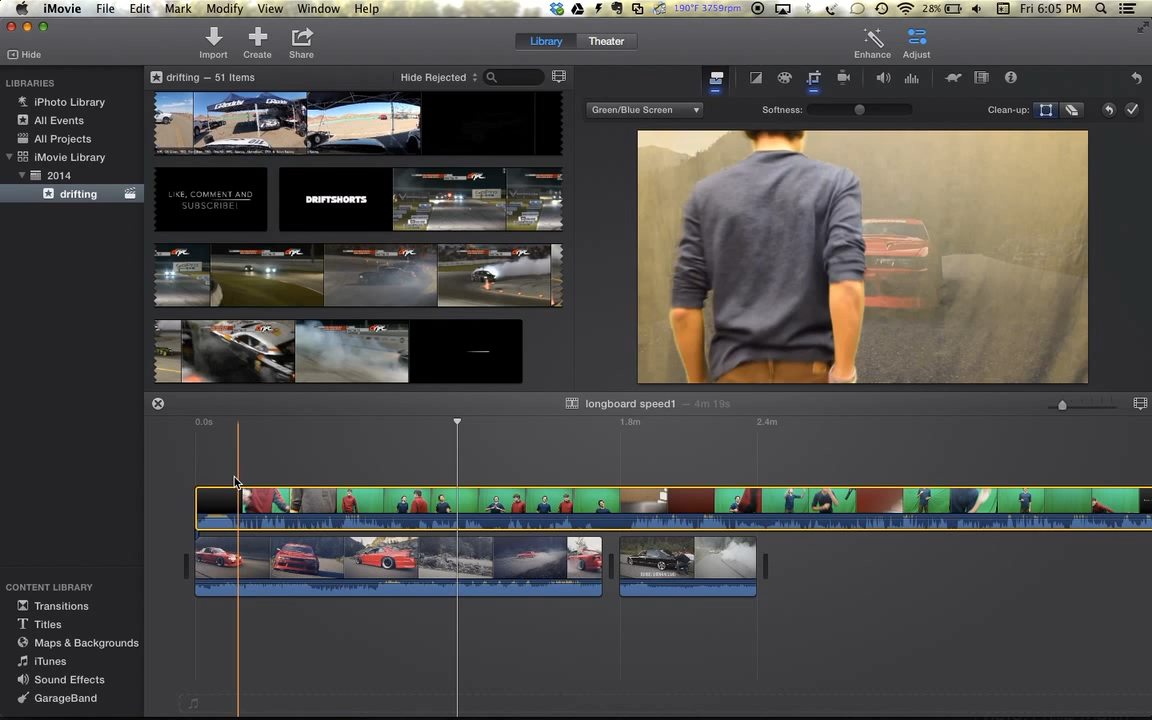 iMovie File Edit Mark Modify View Window Help
190°F 3759rpm 28% Fri 6:05 PM
Hide
Import Create Share
Library Theater
Enhance Adjust
LIBRARIES
iPhoto Library
All Events
All Projects
iMovie Library
2014
drifting
drifting — 51 Items
Hide Rejected
LIKE, COMMENT AND
SUBSCRIBE!
DRIFTSHORTS
Green/Blue Screen
Softness:
Clean-up:
longboard speed1 — 4m 19s
0.0s 1.8m 2.4m
CONTENT LIBRARY
Transitions
Titles
Maps & Backgrounds
iTunes
Sound Effects
GarageBand